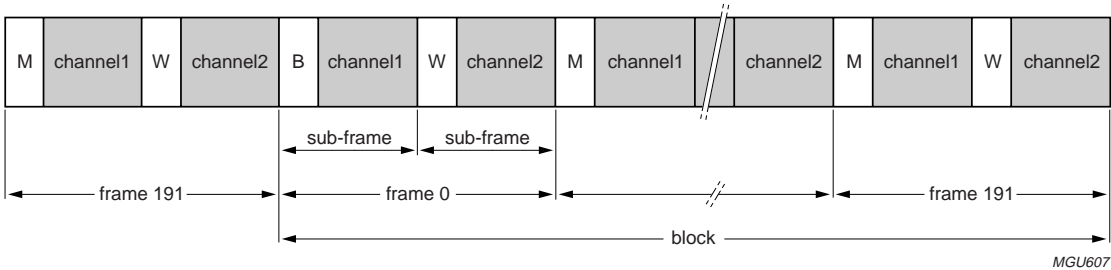 M channel1 W channel2 B channel1 W channel2 M channel1 channel2 M channel1 W channel2
sub-frame sub-frame
frame 191 frame 0 frame 191
block
MGU607